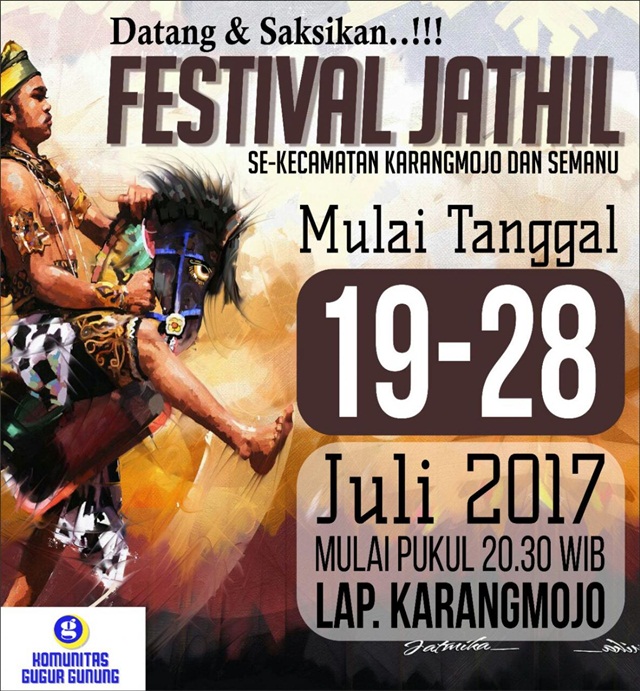 Datang & Saksikan..!!!
FESTIVAL JATHIL
SE-KECAMATAN KARANGMOJO DAN SEMANU
Mulai Tanggal
19-28
Juli 2017
MULAI PUKUL 20.30 WIB
LAP. KARANGMOJO
Jatmika
g
KOMUNITAS
GUGUR GUNUNG